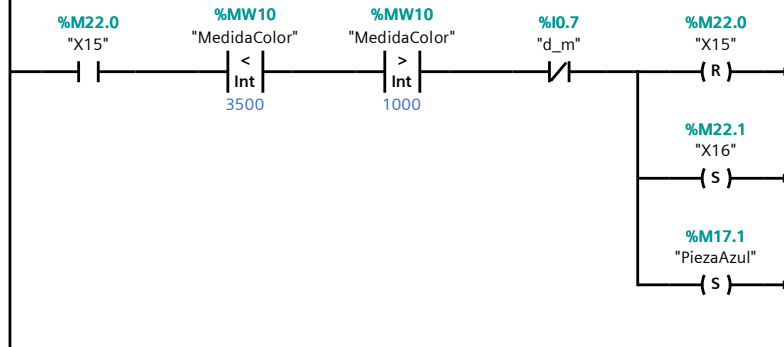 %M22.0
"X15"
%MW10
"MedidaColor"
<
Int
3500
%MW10
"MedidaColor"
>
Int
1000
%I0.7
"d_m"
%M22.0
"X15"
R
%M22.1
"X16"
S
%M17.1
"PiezaAzul"
S